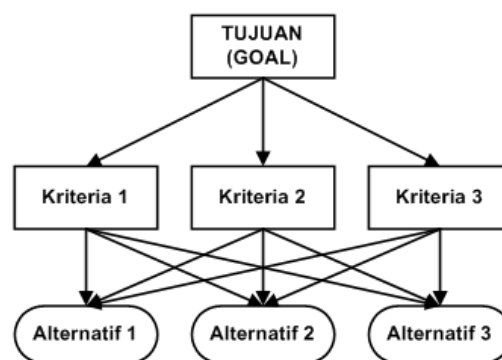 TUJUAN
(GOAL)
Kriteria 1
Kriteria 2
Kriteria 3
Alternatif 1
Alternatif 2
Alternatif 3